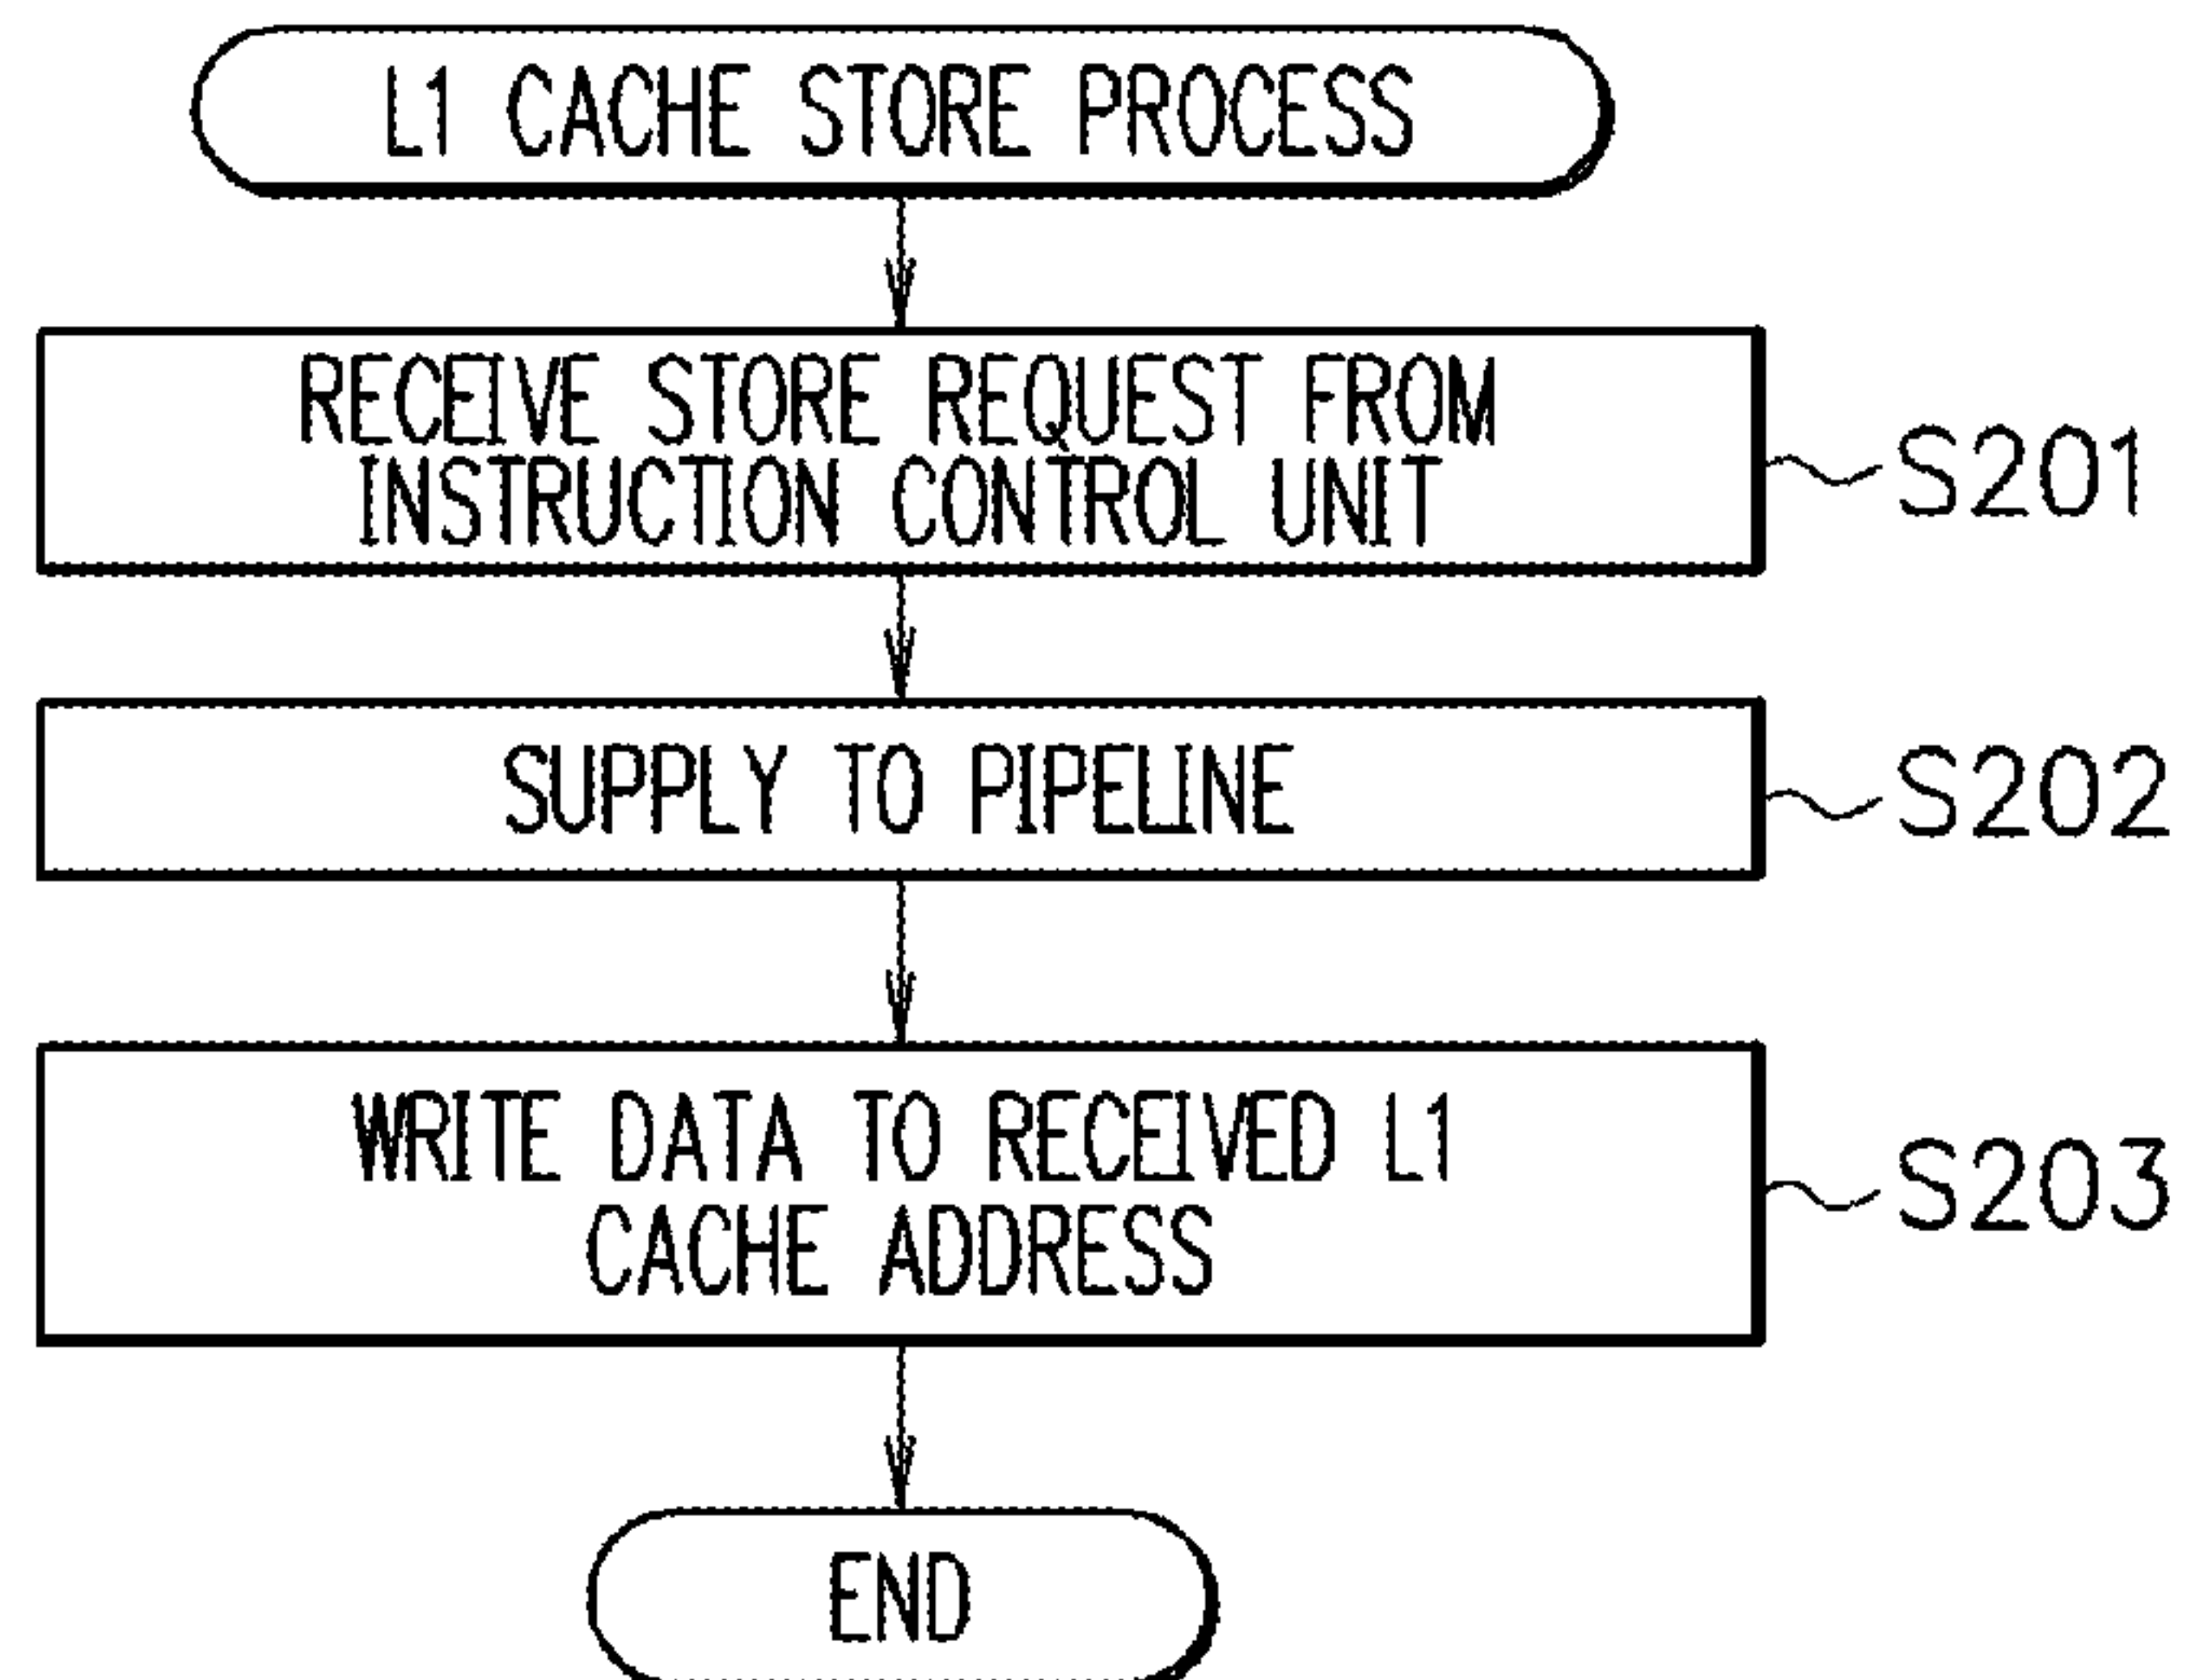 L1 CACHE STORE PROCESS
RECEIVE STORE REQUEST FROM
INSTRUCTION CONTROL UNIT
S201
SUPPLY TO PIPELINE
S202
WRITE DATA TO RECEIVED L1
CACHE ADDRESS
S203
END